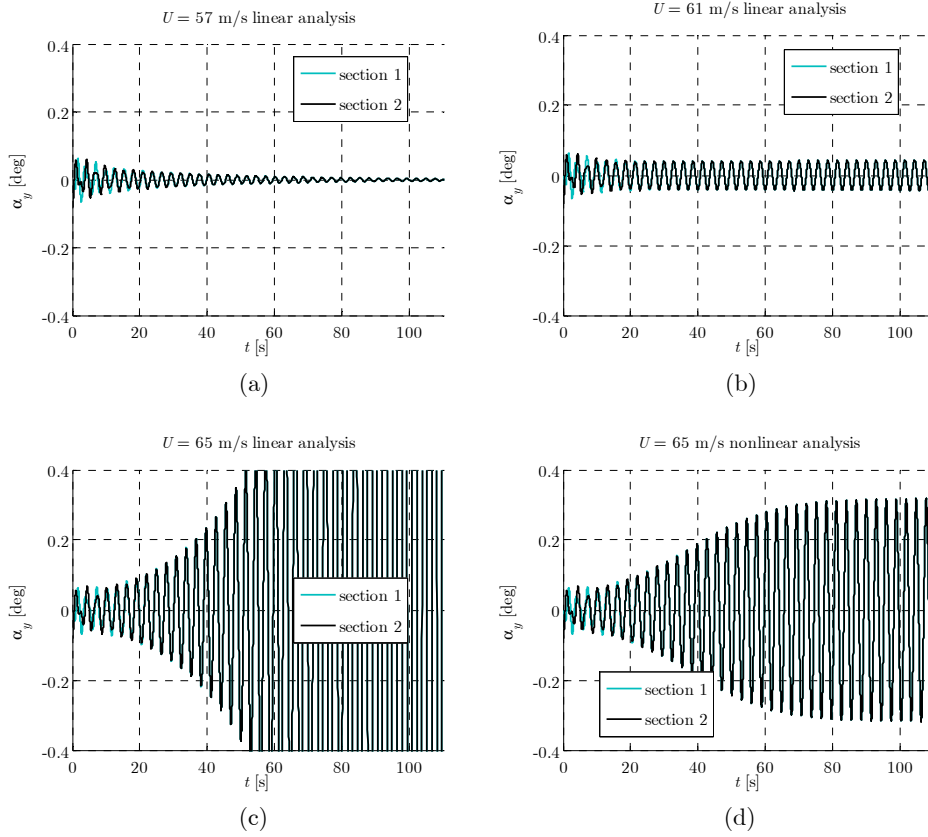 U = 57 m/s linear analysis
0.4
0.2
0
-0.2
-0.4
α_y [deg]
section 1
section 2
0 20 40 60 80 100
t [s]
(a)
U = 61 m/s linear analysis
0.4
0.2
0
-0.2
-0.4
α_y [deg]
section 1
section 2
0 20 40 60 80 100
t [s]
(b)
U = 65 m/s linear analysis
0.4
0.2
0
-0.2
-0.4
α_y [deg]
section 1
section 2
0 20 40 60 80 100
t [s]
(c)
U = 65 m/s nonlinear analysis
0.4
0.2
0
-0.2
-0.4
α_y [deg]
section 1
section 2
0 20 40 60 80 100
t [s]
(d)